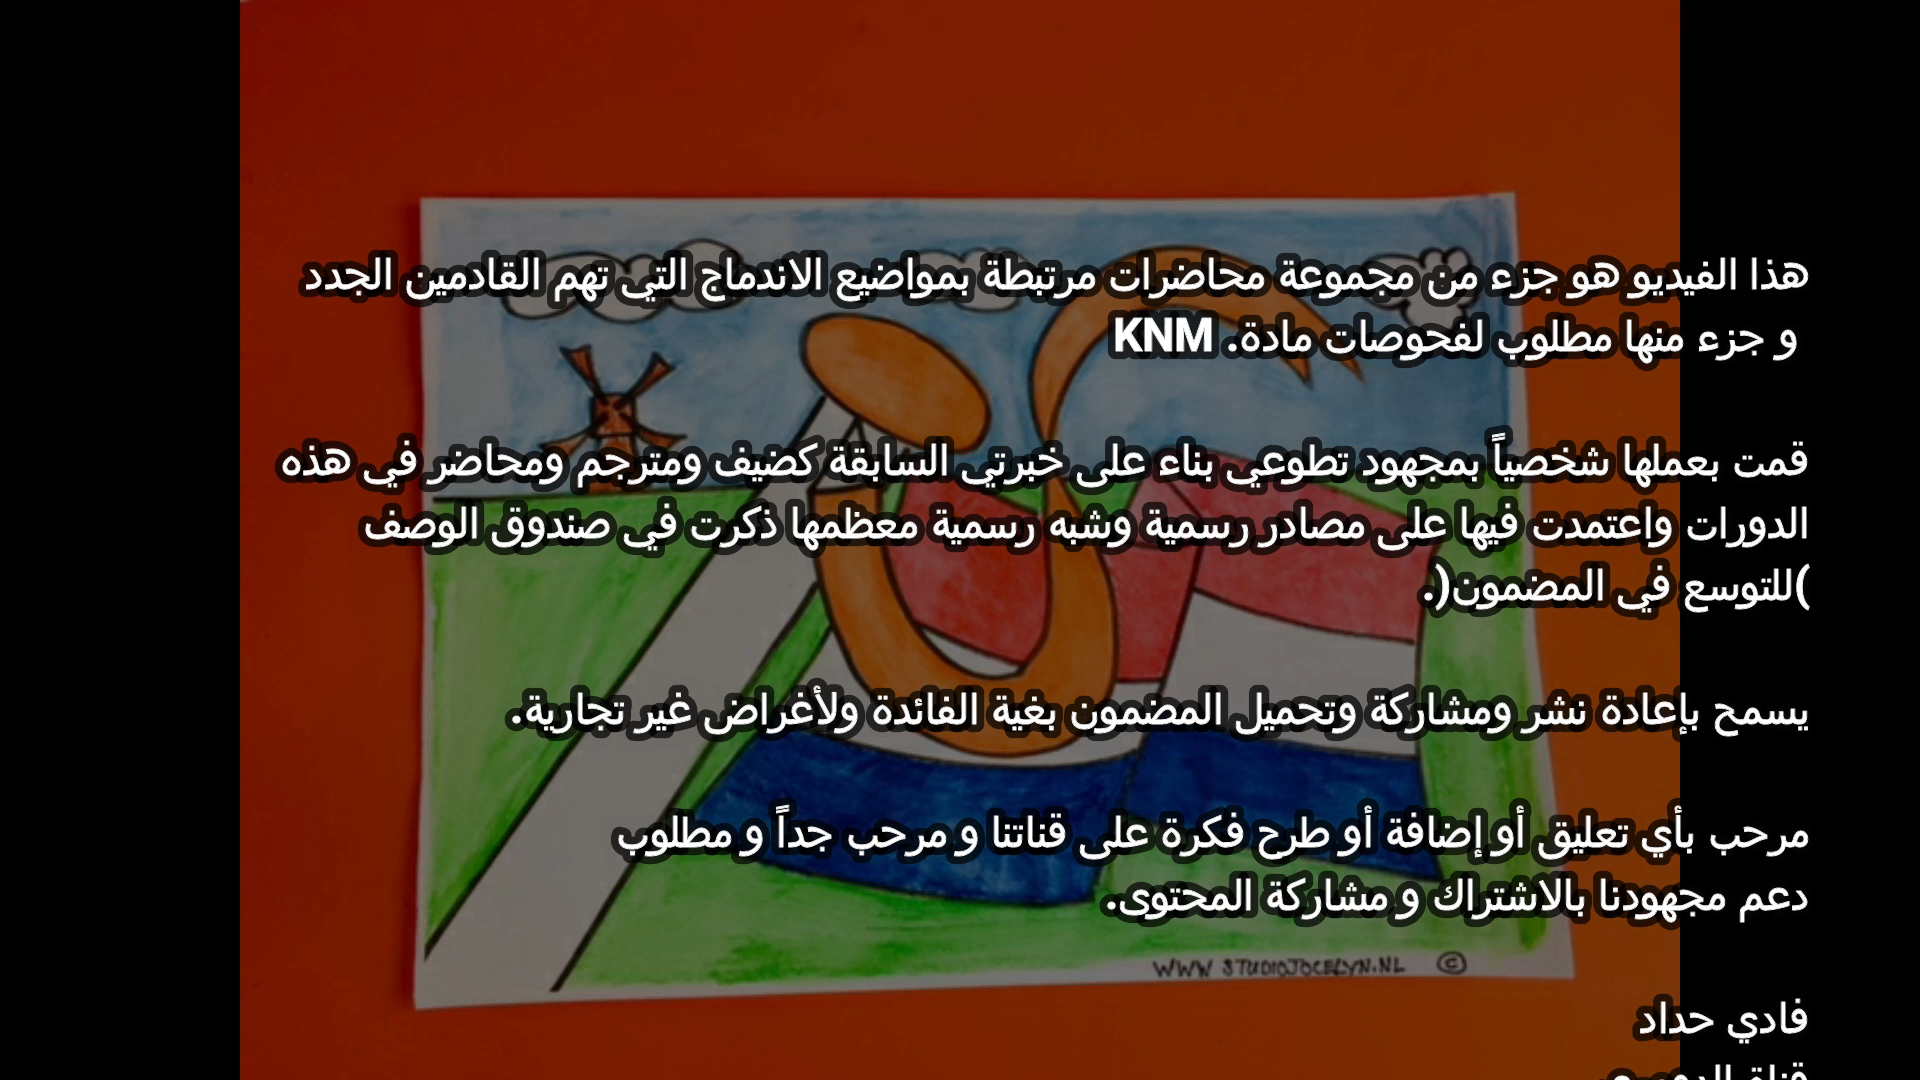 هذا الفيديو هو جزء من مجموعة محاضرات مرتبطة بمواضيع الاندماج التي تهم القادمين الجدد
و جزء منها مطلوب لفحوصات مادة. KNM
قمت بعملها شخصياً بمجهود تطوعي بناء على خبرتي السابقة كضيف ومترجم ومحاضر في هذه
الدورات واعتمدت فيها على مصادر رسمية وشبه رسمية معظمها ذكرت في صندوق الوصف
)للتوسع في المضمون(.
يسمح بإعادة نشر ومشاركة وتحميل المضمون بغية الفائدة ولأغراض غير تجارية.
مرحب بأي تعليق أو إضافة أو طرح فكرة على قناتنا و مرحب جداً و مطلوب
دعم مجهودنا بالاشتراك و مشاركة المحتوى.
WWW STUDIOJOCELYN.NL ©
فادي حداد